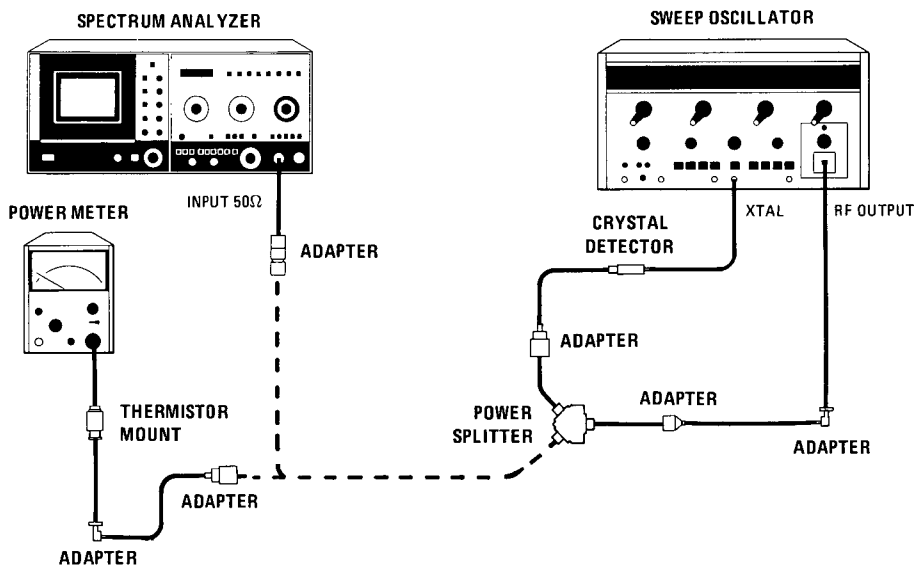 SPECTRUM ANALYZER
SWEEP OSCILLATOR
INPUT 50Ω
POWER METER
XTAL
RF OUTPUT
CRYSTAL
DETECTOR
ADAPTER
ADAPTER
ADAPTER
THERMISTOR
MOUNT
POWER
SPLITTER
ADAPTER
ADAPTER
ADAPTER